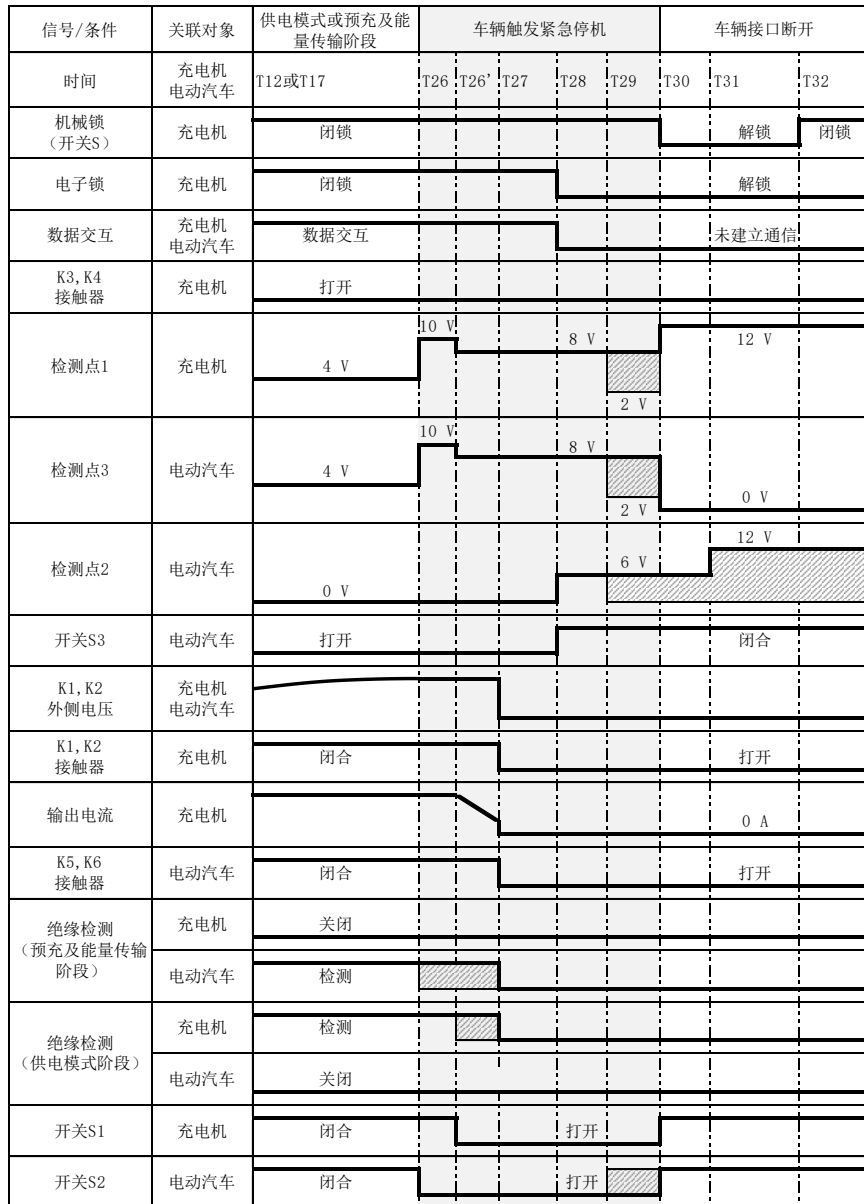 信号/条件 关联对象 供电模式或预充及能 车辆触发紧急停机 车辆接口断开
量传输阶段
时间 充电机 T12或T17 T26 T26' T27 T28 T29 T30 T31 T32
电动汽车
机械锁 充电机 闭锁 解锁 闭锁
（开关S）
电子锁 充电机 闭锁 解锁
数据交互 充电机 数据交互 未建立通信
电动汽车
K3,K4 充电机 打开
接触器
10 V
检测点1 充电机 4 V 8 V 12 V
2 V
10 V
检测点3 电动汽车 4 V 8 V 0 V
2 V
12 V
检测点2 电动汽车 0 V 6 V
开关S3 电动汽车 打开 闭合
K1,K2 充电机
外侧电压 电动汽车
K1,K2 充电机 闭合 打开
接触器
输出电流 充电机 0 A
K5,K6 电动汽车 闭合 打开
接触器
绝缘检测 充电机 关闭
（预充及能量传输
阶段） 电动汽车 检测
绝缘检测 充电机 检测
（供电模式阶段）
电动汽车 关闭
开关S1 充电机 闭合 打开
开关S2 电动汽车 闭合 打开